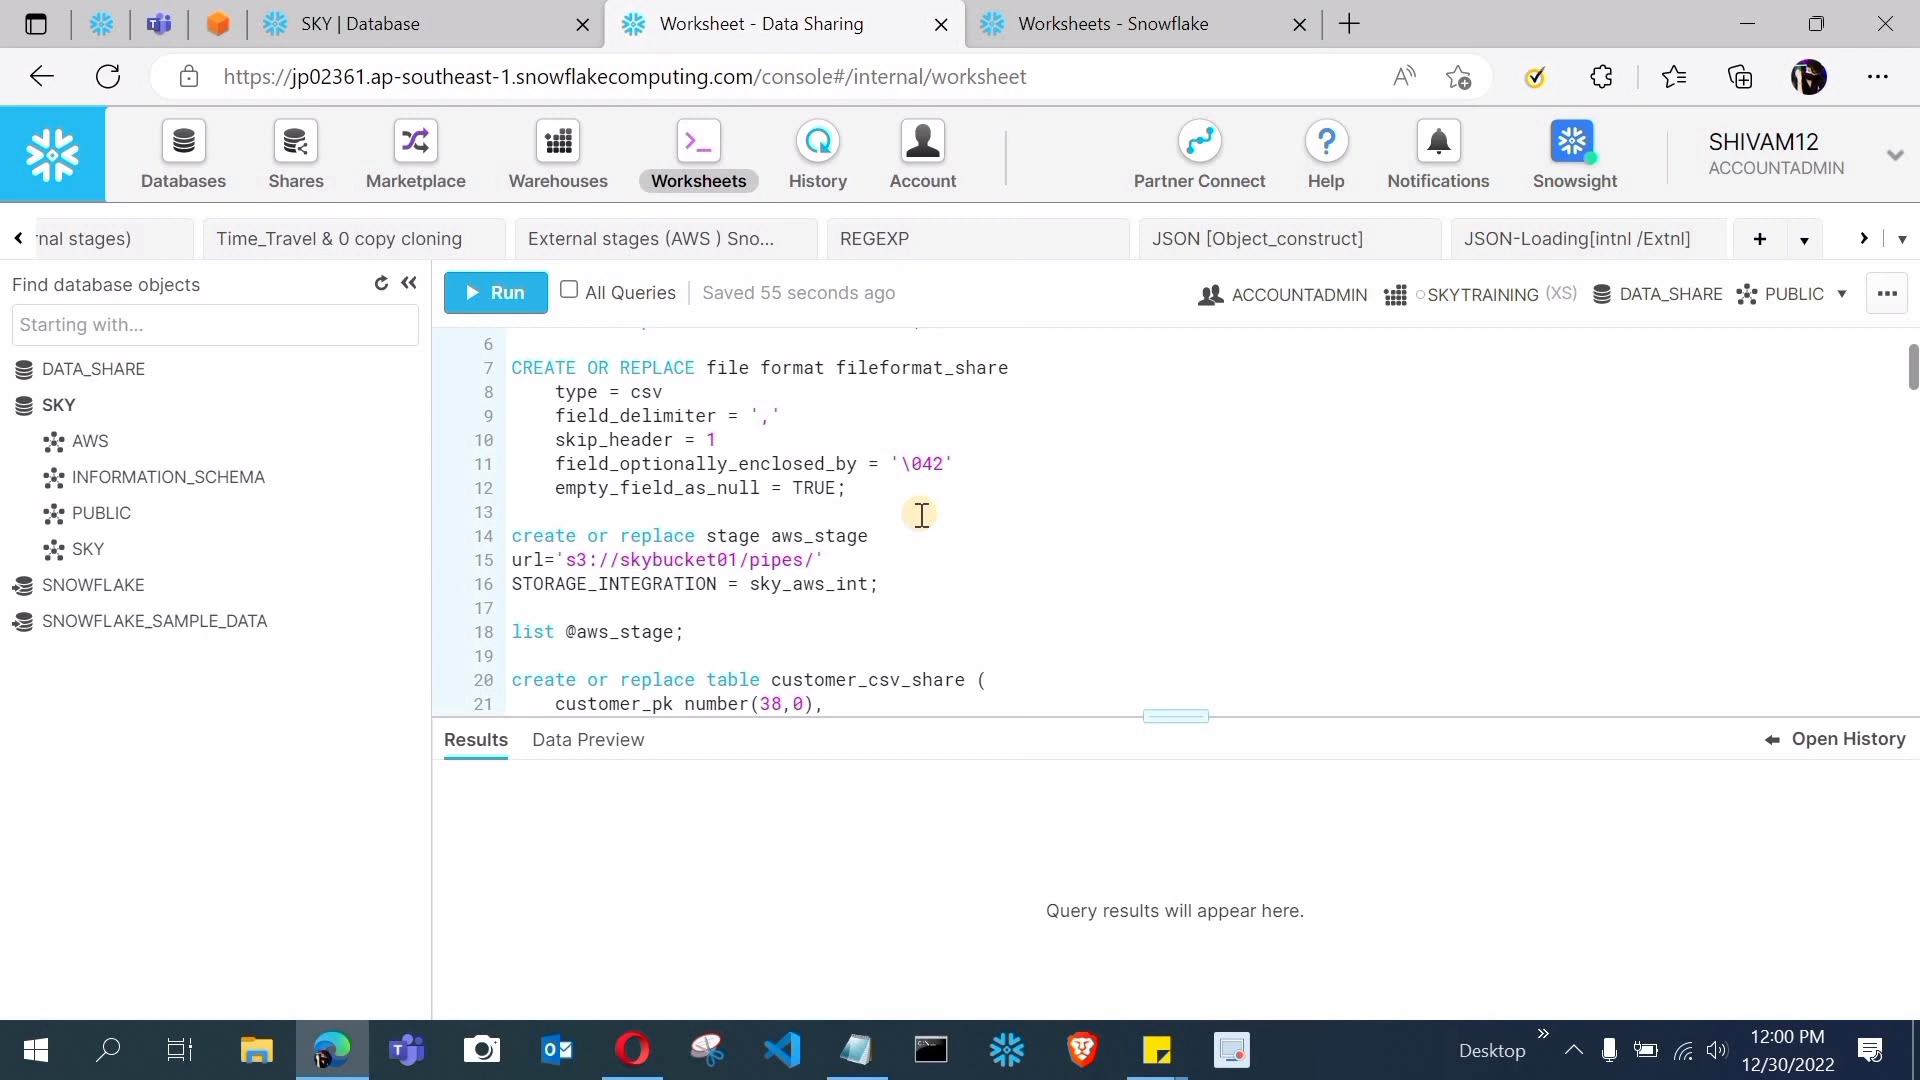 SKY | Database
Worksheet - Data Sharing
Worksheets - Snowflake
https://jp02361.ap-southeast-1.snowflakecomputing.com/console#/internal/worksheet
Databases
Shares
Marketplace
Warehouses
Worksheets
History
Account
Partner Connect
Help
Notifications
Snowsight
SHIVAM12
ACCOUNTADMIN
rnal stages)
Time_Travel & 0 copy cloning
External stages (AWS ) Sno...
REGEXP
JSON [Object_construct]
JSON-Loading[intnl /Extnl]
Find database objects
Starting with...
DATA_SHARE
SKY
AWS
INFORMATION_SCHEMA
PUBLIC
SKY
SNOWFLAKE
SNOWFLAKE_SAMPLE_DATA
Run
All Queries
Saved 55 seconds ago
ACCOUNTADMIN
SKYTRAINING (XS)
DATA_SHARE
PUBLIC
6
7 CREATE OR REPLACE file format fileformat_share
8 type = csv
9 field_delimiter = ','
10 skip_header = 1
11 field_optionally_enclosed_by = '\042'
12 empty_field_as_null = TRUE;
13
14 create or replace stage aws_stage
15 url='s3://skybucket01/pipes/'
16 STORAGE_INTEGRATION = sky_aws_int;
17
18 list @aws_stage;
19
20 create or replace table customer_csv_share (
21 customer_pk number(38,0),
Results
Data Preview
Open History
Query results will appear here.
Desktop
12:00 PM
12/30/2022